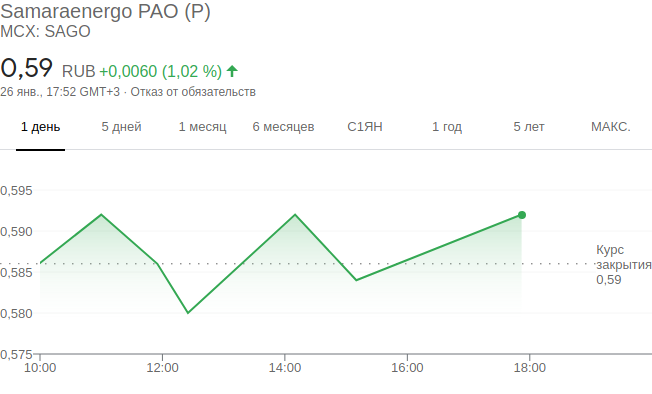 Samaraenergo PAO (P)
MCX: SAGO
0,59 RUB +0,0060 (1,02 %)
26 янв., 17:52 GMT+3 · Отказ от обязательств
1 день 5 дней 1 месяц 6 месяцев С1ЯН 1 год 5 лет МАКС.
0,595
0,590
0,585
0,580
0,575
Курс
закрытия
0,59
10:00 12:00 14:00 16:00 18:00